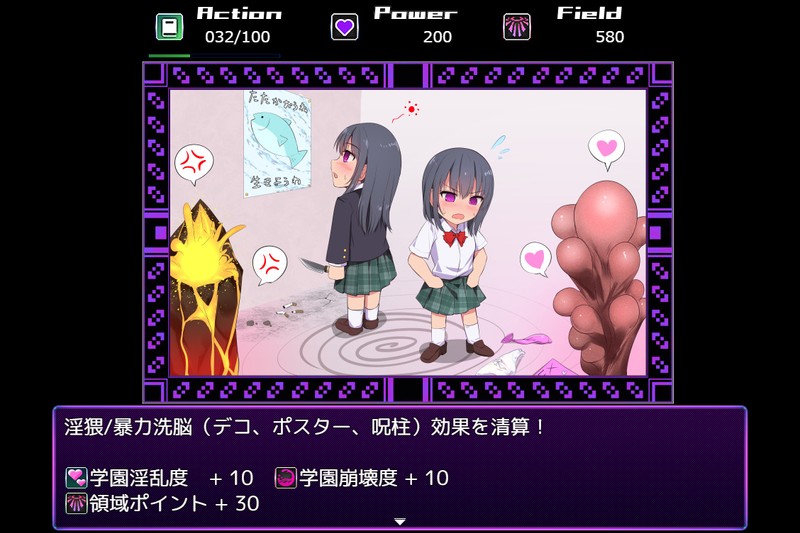 Action
032/100
Power
200
Field
580
たたかおうね
生きようね
淫猥/暴力洗脳（デコ、ポスター、呪柱）効果を清算！
学園淫乱度　+ 10　学園崩壊度 + 10
領域ポイント + 30